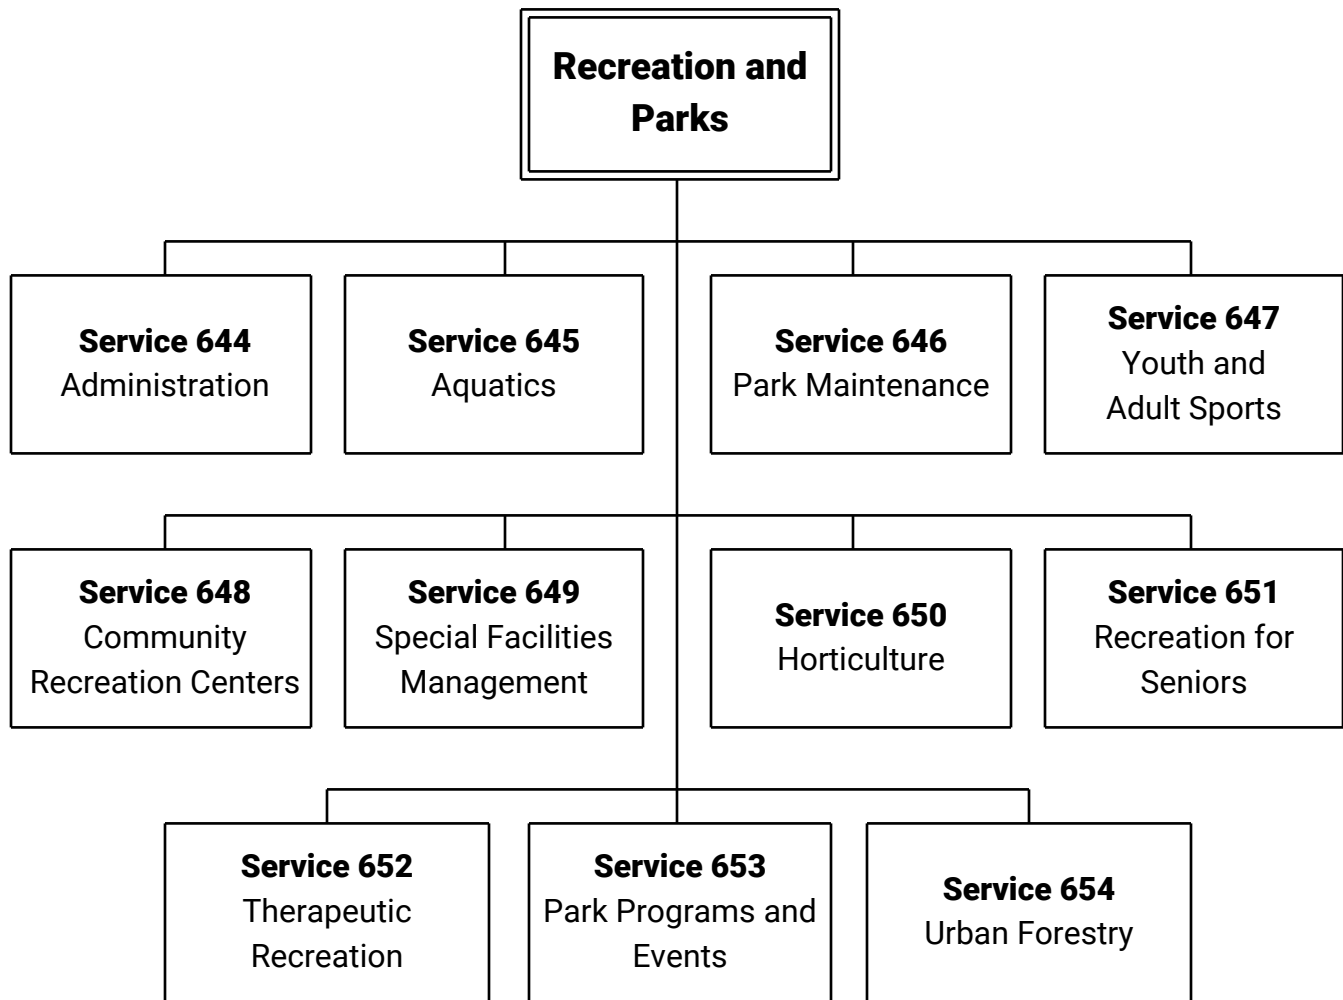 Recreation and
Parks
Service 644
Administration
Service 645
Aquatics
Service 646
Park Maintenance
Service 647
Youth and
Adult Sports
Service 648
Community
Recreation Centers
Service 649
Special Facilities
Management
Service 650
Horticulture
Service 651
Recreation for
Seniors
Service 652
Therapeutic
Recreation
Service 653
Park Programs and
Events
Service 654
Urban Forestry